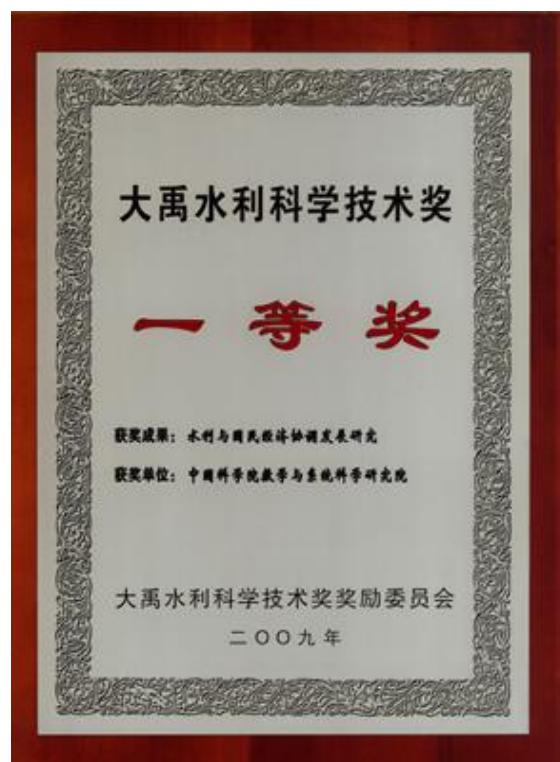 大禹水利科学技术奖
一等奖
获奖成果：水利与国民经济协调发展研究
获奖单位：中国科学院数学与系统科学研究院
大禹水利科学技术奖奖励委员会
二〇〇九年